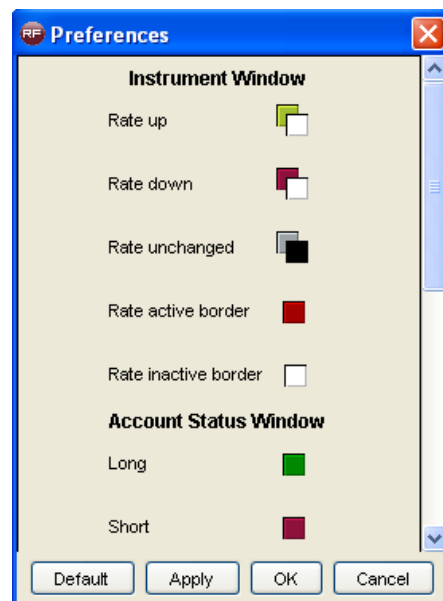 RF Preferences
Instrument Window
Rate up
Rate down
Rate unchanged
Rate active border
Rate inactive border
Account Status Window
Long
Short
Default Apply OK Cancel